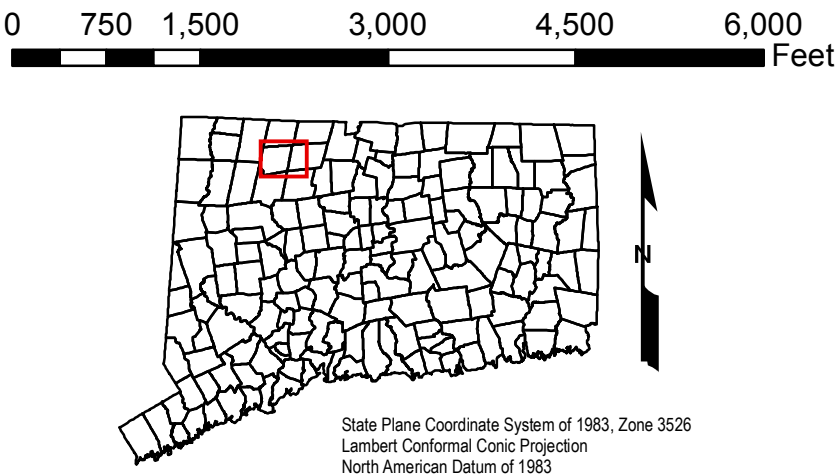 0 750 1,500 3,000 4,500 6,000
Feet
N
State Plane Coordinate System of 1983, Zone 3526
Lambert Conformal Conic Projection
North American Datum of 1983